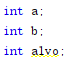 int a;
int b;
int alvo;